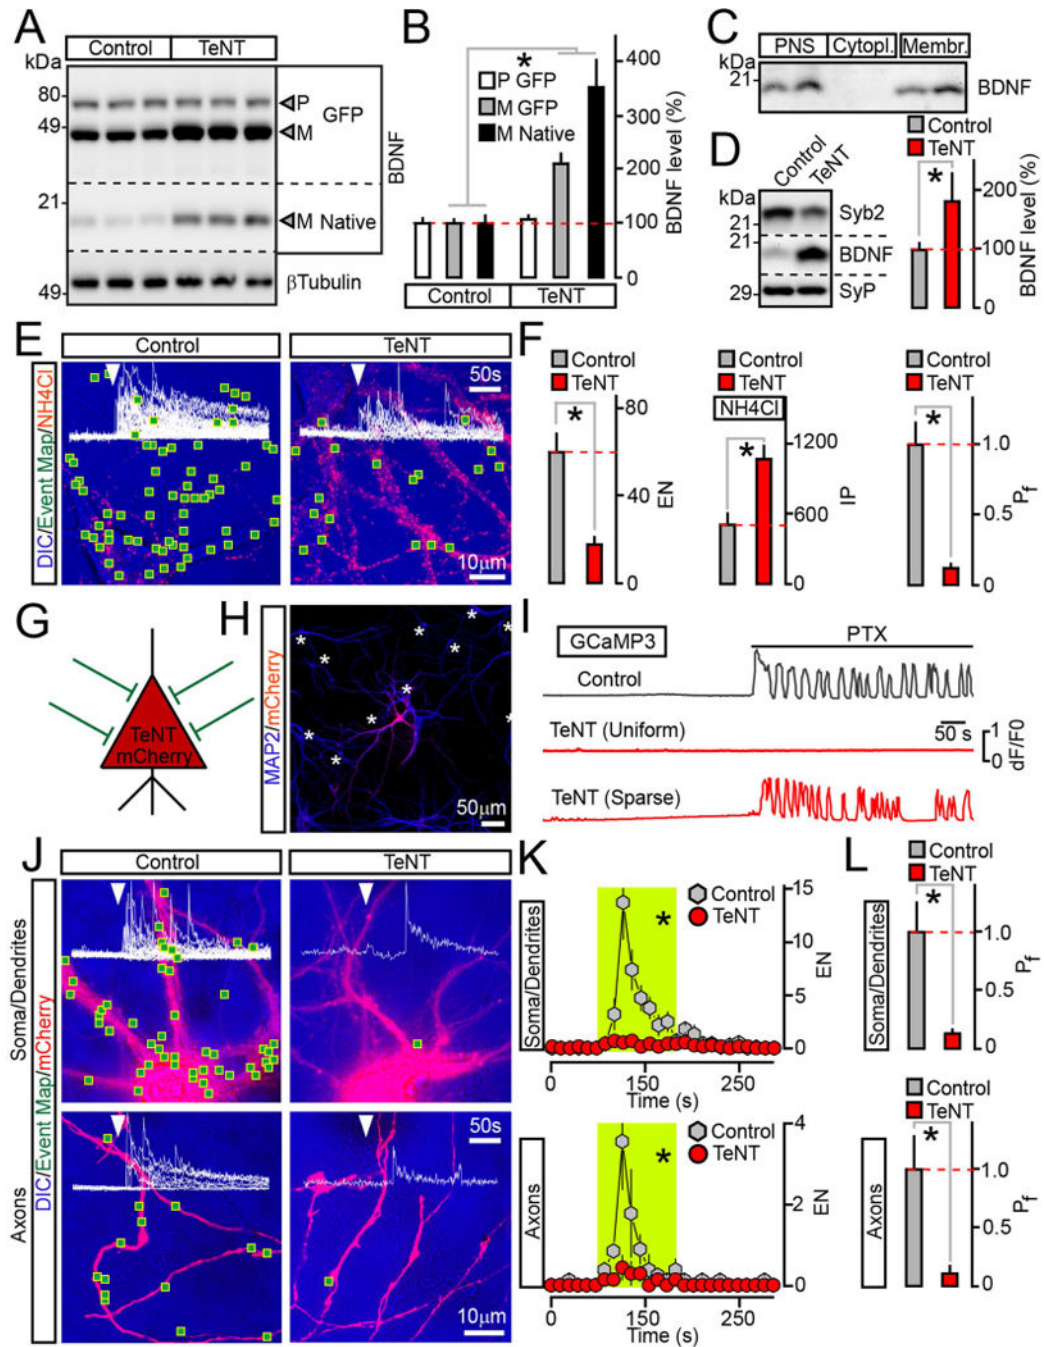 A
Control TeNT
kDa
80
49
21
49
P
GFP
M
BDNF
M Native
βTubulin
B
*
P GFP
M GFP
M Native
400
300
200
100
0
BDNF level (%)
Control TeNT
C
PNS Cytopl. Membr.
kDa
21
BDNF
D
Control
TeNT
kDa
21
21
29
Syb2
BDNF
SyP
Control
TeNT
*
200
100
0
BDNF level (%)
E
Control TeNT
DIC/Event Map/NH4Cl
50s
10μm
F
Control
TeNT
*
80
40
0
EN
Control
TeNT
NH4Cl
*
1200
600
0
IP
Control
TeNT
*
1.0
0.5
0
Pf
G
TeNT
mCherry
H
MAP2/mCherry
* * * * * * * * * *
50μm
I
GCaMP3
PTX
Control
TeNT (Uniform)
50 s
1
0
dF/F0
TeNT (Sparse)
J
Control TeNT
DIC/Event Map/mCherry
Soma/Dendrites
Axons
50s
10μm
K
Soma/Dendrites
Control
TeNT
*
15
10
5
0
EN
0 150 250
Time (s)
Axons
Control
TeNT
*
4
2
0
EN
0 150 250
Time (s)
L
Soma/Dendrites
Control
TeNT
*
1.0
0.5
0
Pf
Axons
Control
TeNT
*
1.0
0.5
0
Pf